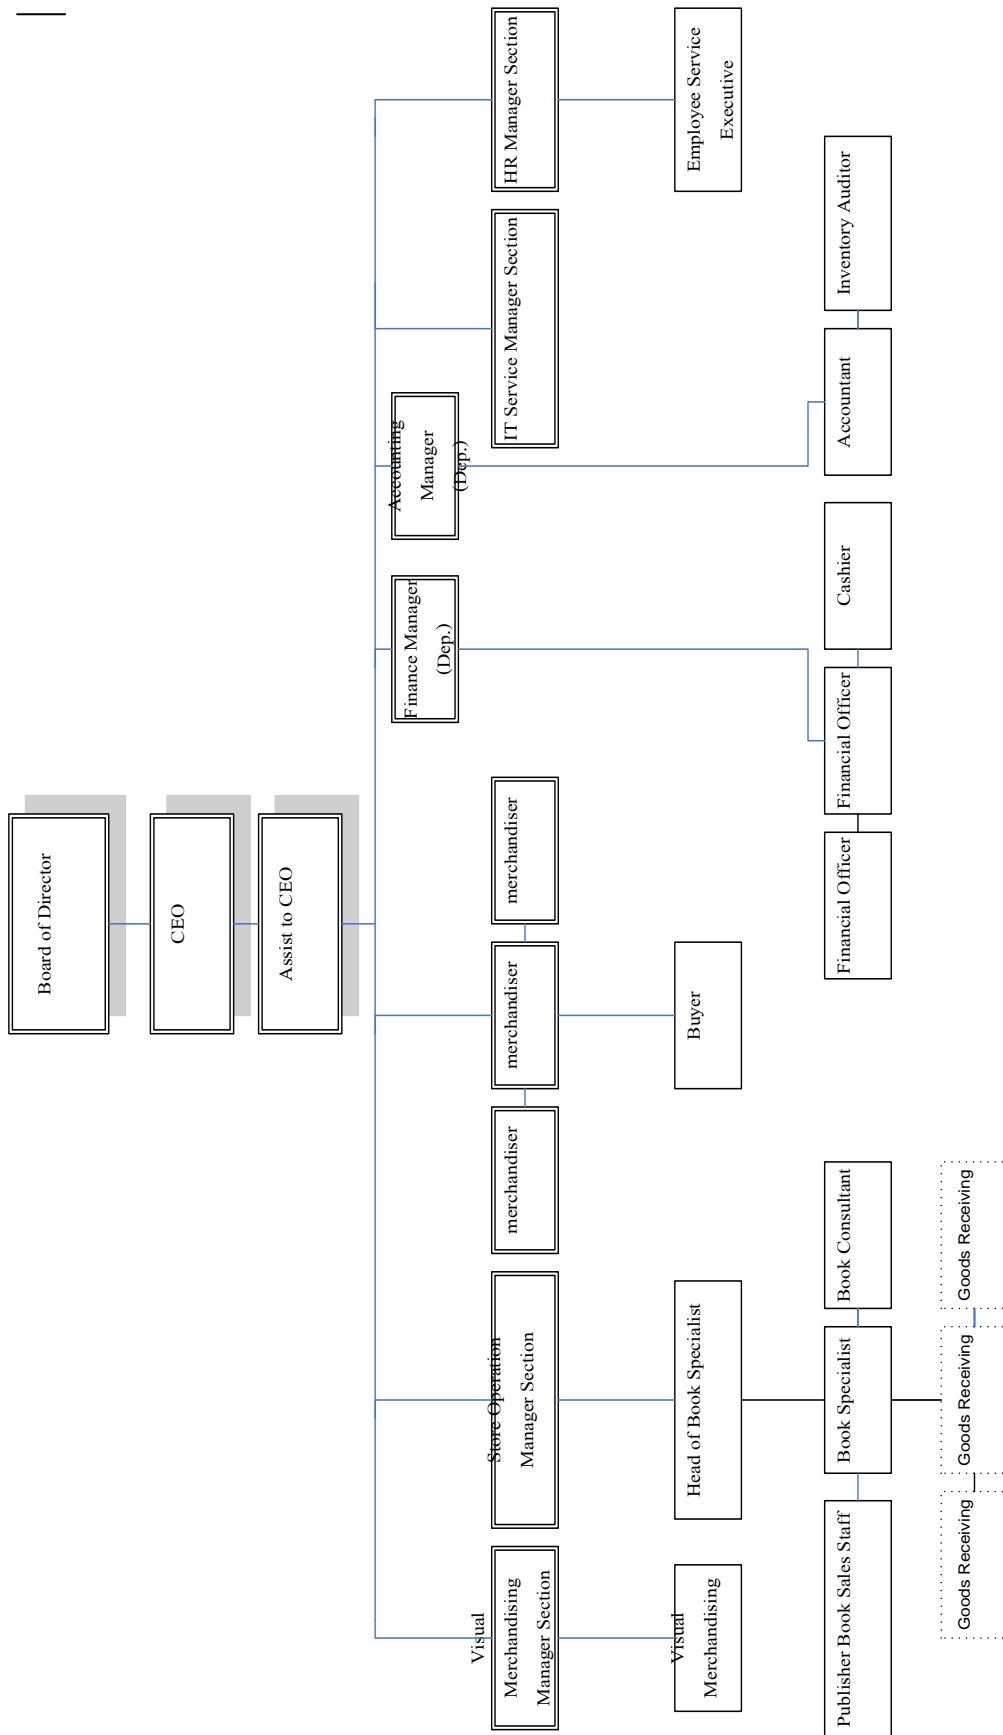 Board of Director
CEO
Assist to CEO
Finance Manager
(Dep.)
Accounting
Manager
(Dep.)
Visual
Merchandising
Manager Section
Store Operation
Manager Section
merchandiser
merchandiser
merchandiser
IT Service Manager Section
HR Manager Section
Visual
Merchandising
Head of Book Specialist
Buyer
Employee Service
Executive
Publisher Book Sales Staff
Book Specialist
Book Consultant
Financial Officer
Financial Officer
Cashier
Accountant
Inventory Auditor
Goods Receiving
Goods Receiving
Goods Receiving